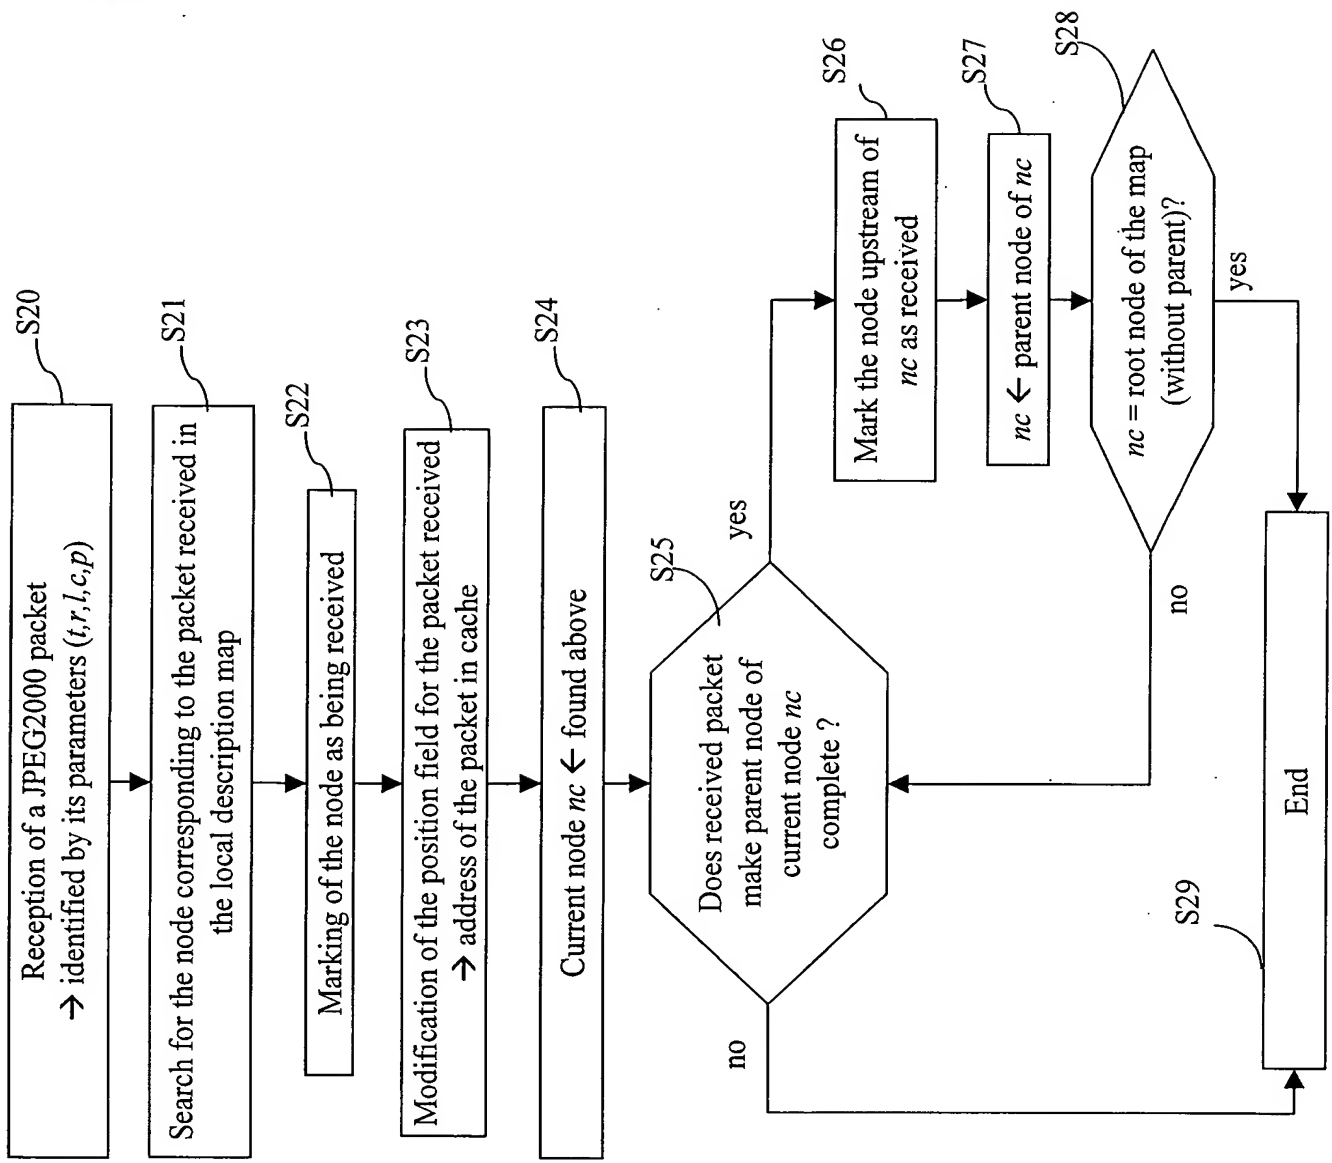 Reception of a JPEG2000 packet
→ identified by its parameters (t,r,l,c,p)
S20
Search for the node corresponding to the packet received in
the local description map
S21
Marking of the node as being received
S22
Modification of the position field for the packet received
→ address of the packet in cache
S23
Current node nc ← found above
S24
Does received packet
make parent node of
current node nc
complete ?
S25
yes
no
Mark the node upstream of
nc as received
S26
nc ← parent node of nc
S27
nc = root node of the map
(without parent)?
S28
yes
no
End
S29